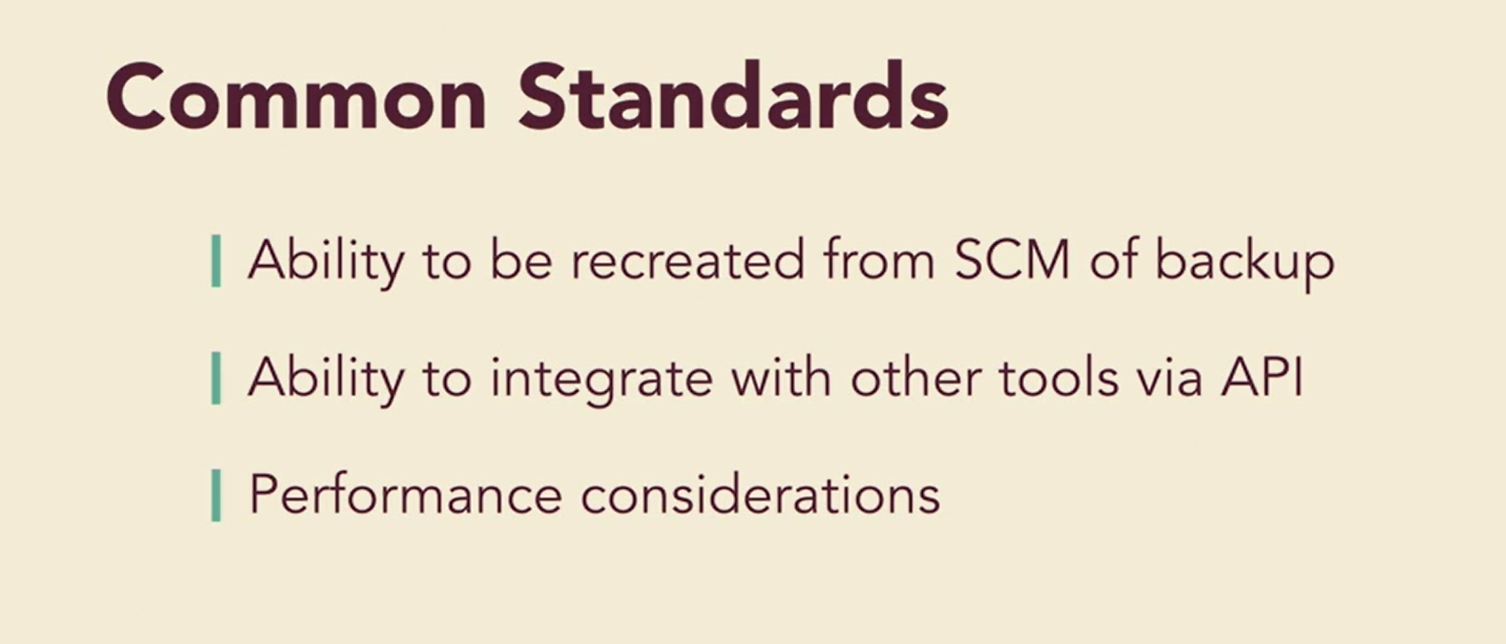 Common Standards
Ability to be recreated from SCM of backup
Ability to integrate with other tools via API
Performance considerations